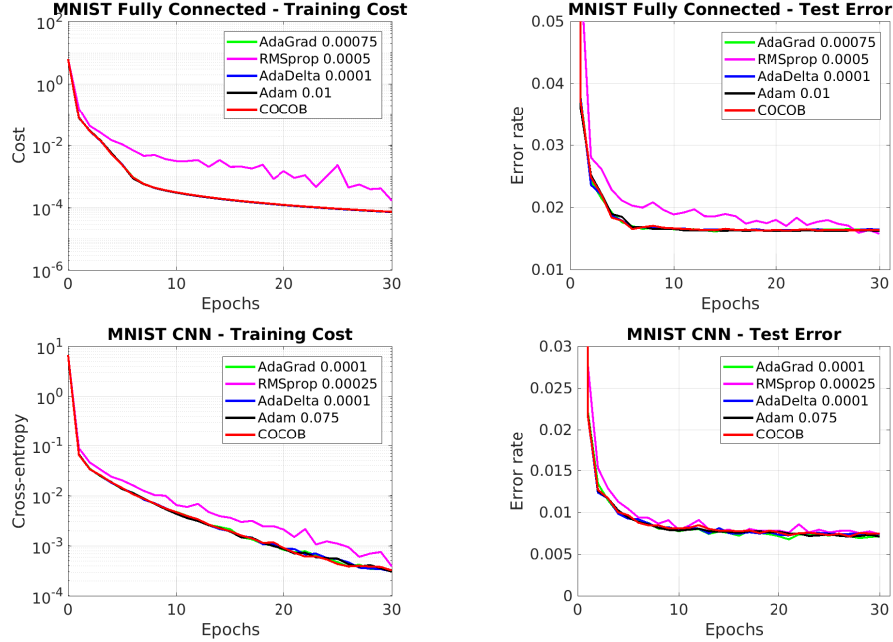 MNIST Fully Connected - Training Cost
10^2
10^0
10^-2
10^-4
10^-6
Cost
0
10
20
30
Epochs
AdaGrad 0.00075
RMSprop 0.0005
AdaDelta 0.0001
Adam 0.01
COCOB
MNIST Fully Connected - Test Error
0.05
0.04
0.03
0.02
0.01
Error rate
0
10
20
30
Epochs
AdaGrad 0.00075
RMSprop 0.0005
AdaDelta 0.0001
Adam 0.01
COCOB
MNIST CNN - Training Cost
10^1
10^0
10^-1
10^-2
10^-3
10^-4
Cross-entropy
0
10
20
30
Epochs
AdaGrad 0.0001
RMSprop 0.00025
AdaDelta 0.0001
Adam 0.075
COCOB
MNIST CNN - Test Error
0.03
0.025
0.02
0.015
0.01
0.005
0
Error rate
0
10
20
30
Epochs
AdaGrad 0.0001
RMSprop 0.00025
AdaDelta 0.0001
Adam 0.075
COCOB